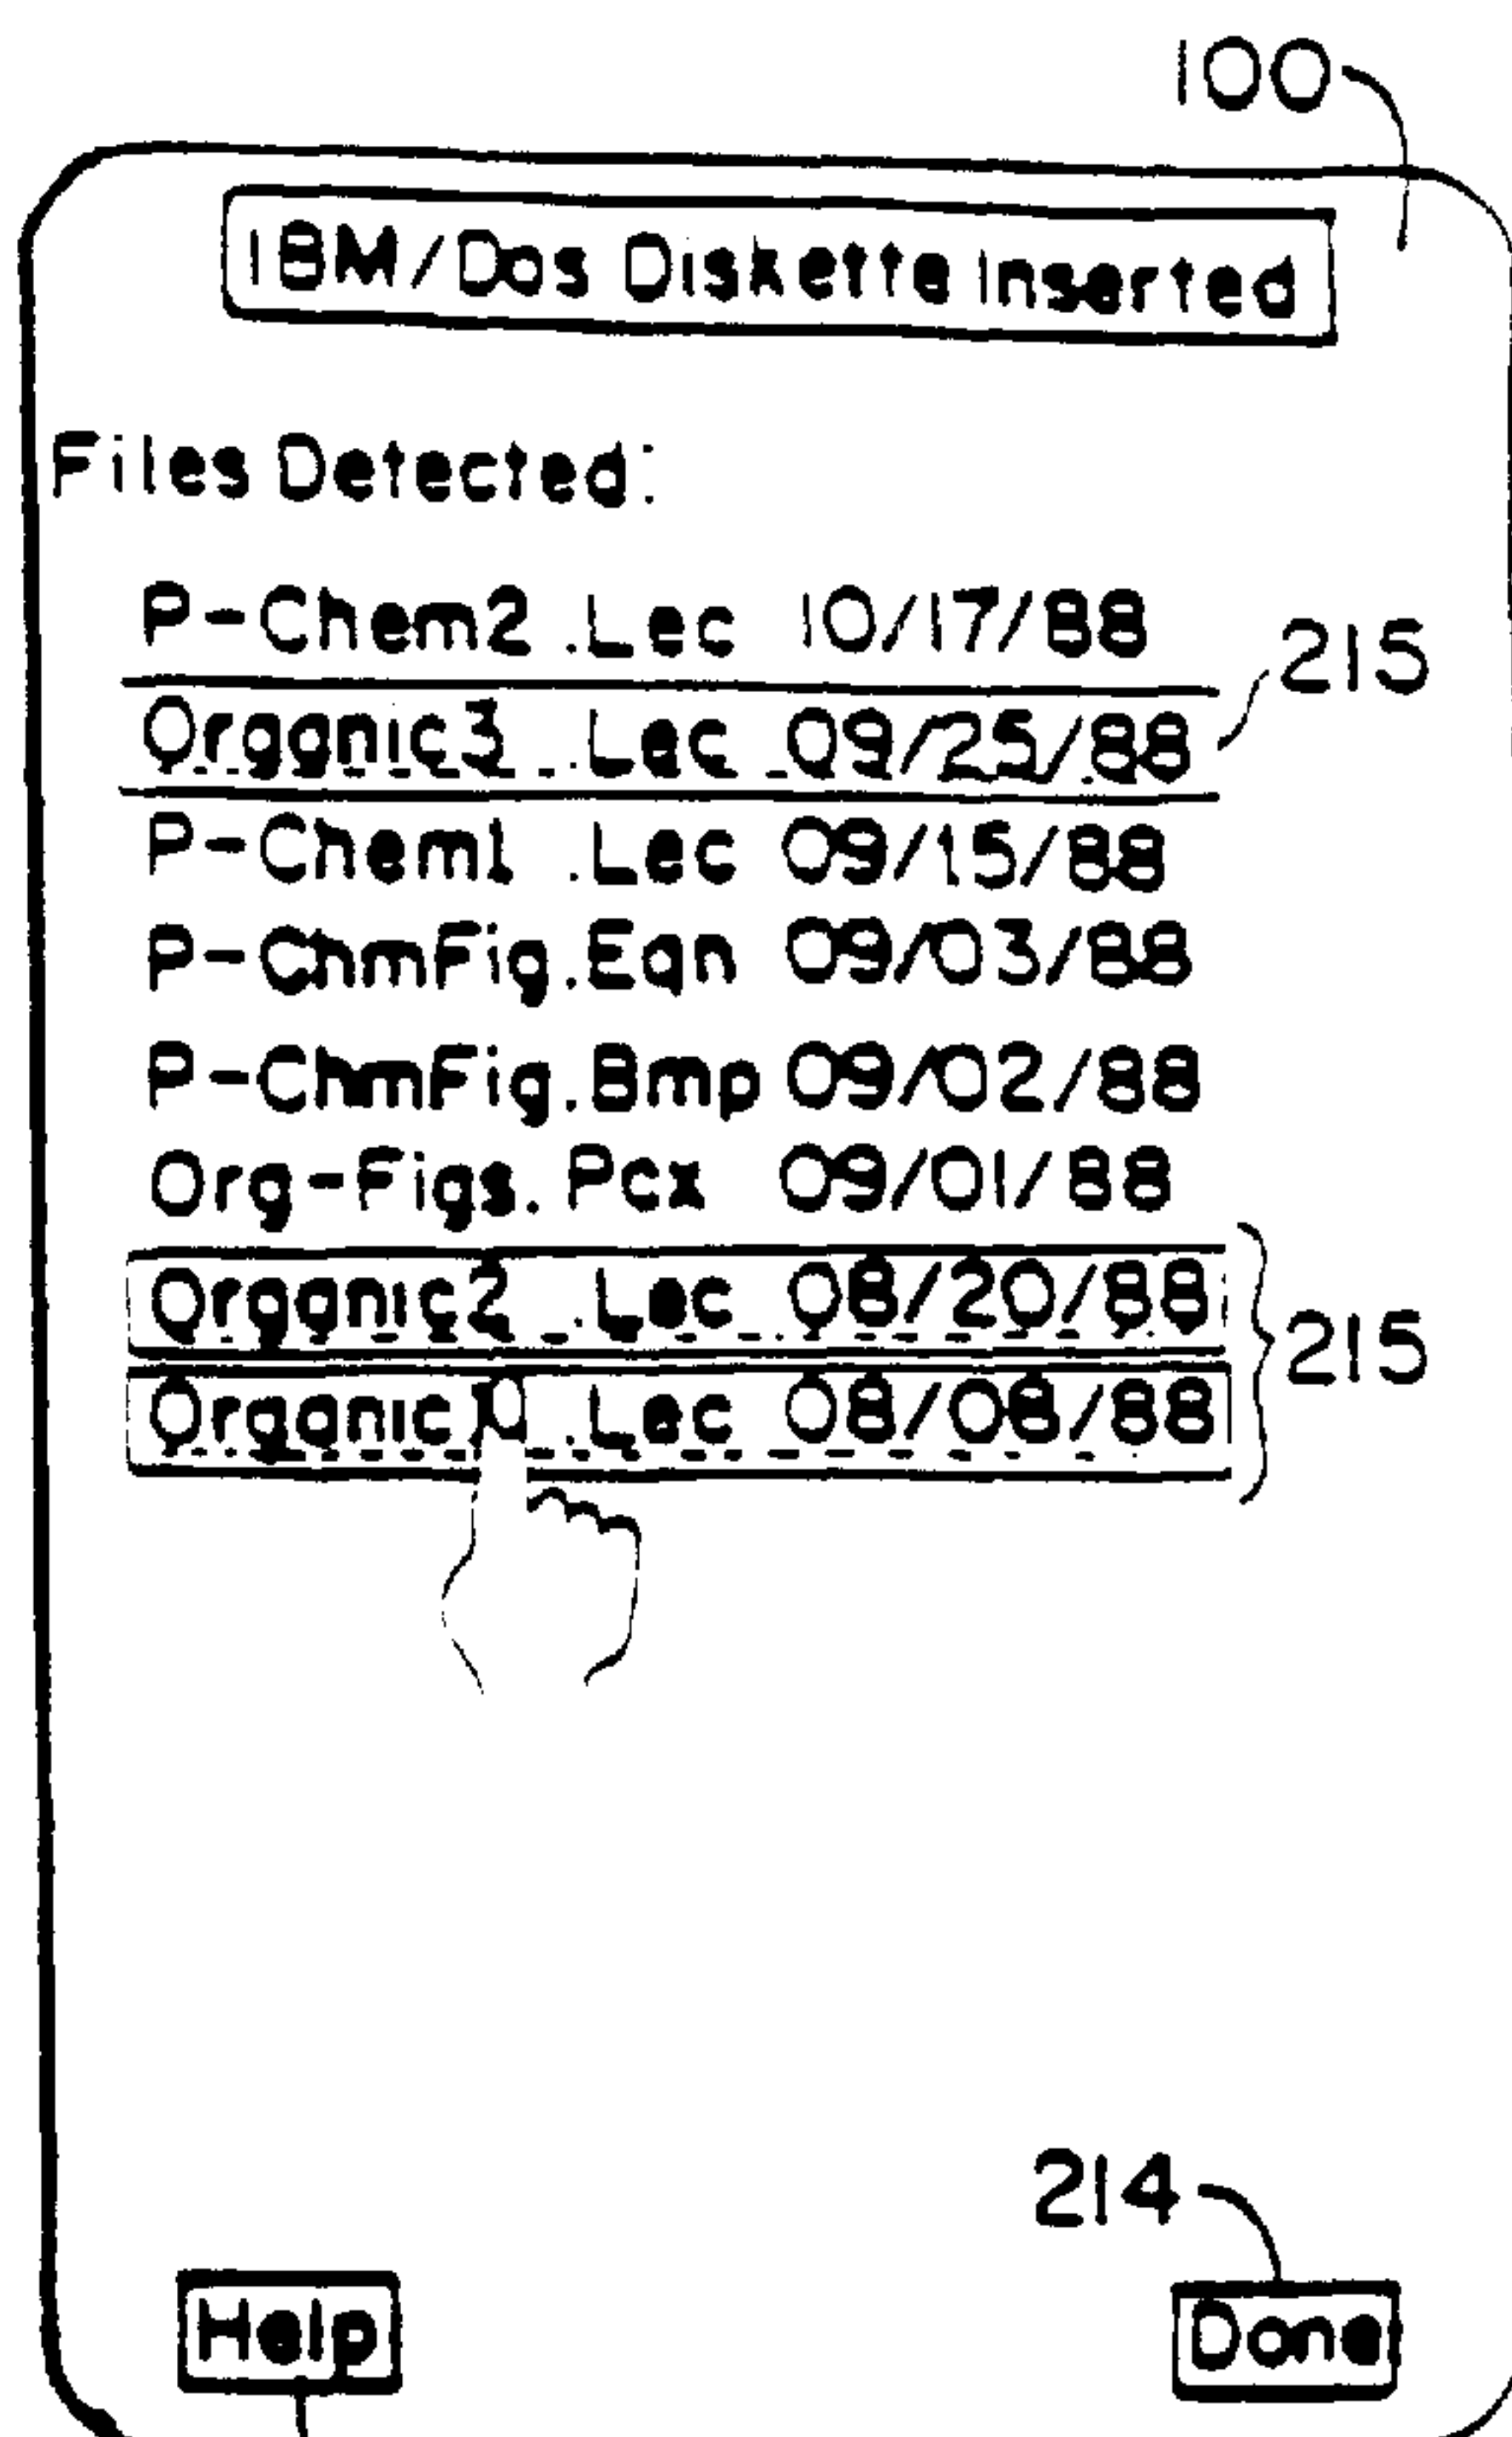 100
IBM/Dos Diskette Inserted
Files Detected:
P-Chem2 .Lec 10/17/88
215
Organic3 .Lec 09/25/88
P-Chem1 .Lec 09/15/88
P-ChmFig.Eqn 09/03/88
P-ChmFig.Bmp 09/02/88
Org-Figs.Pcx 09/01/88
Organic2 .Lec 08/20/88
215
.Lec 08/08/88
214
Help
Done